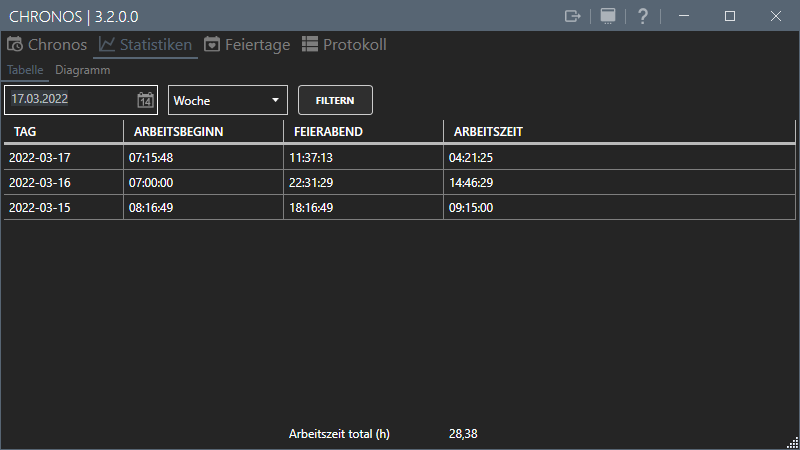 CHRONOS | 3.2.0.0
Chronos Statistiken Feiertage Protokoll
Tabelle Diagramm
17.03.2022 14 Woche FILTERN
TAG ARBEITSBEGINN FEIERABEND ARBEITSZEIT
2022-03-17 07:15:48 11:37:13 04:21:25
2022-03-16 07:00:00 22:31:29 14:46:29
2022-03-15 08:16:49 18:16:49 09:15:00
Arbeitszeit total (h) 28,38